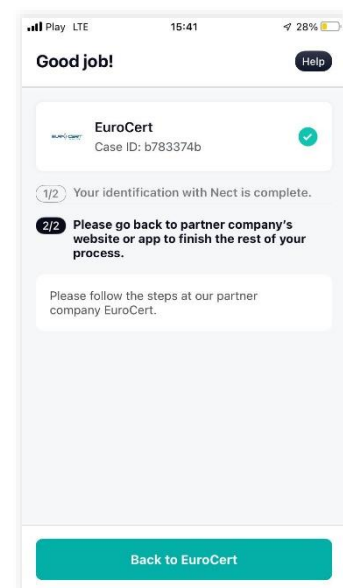 Play LTE 15:41 28%
Good job! Help
EuroCert
Case ID: b783374b
1/2 Your identification with Nect is complete.
2/2 Please go back to partner company's
website or app to finish the rest of your
process.
Please follow the steps at our partner
company EuroCert.
Back to EuroCert